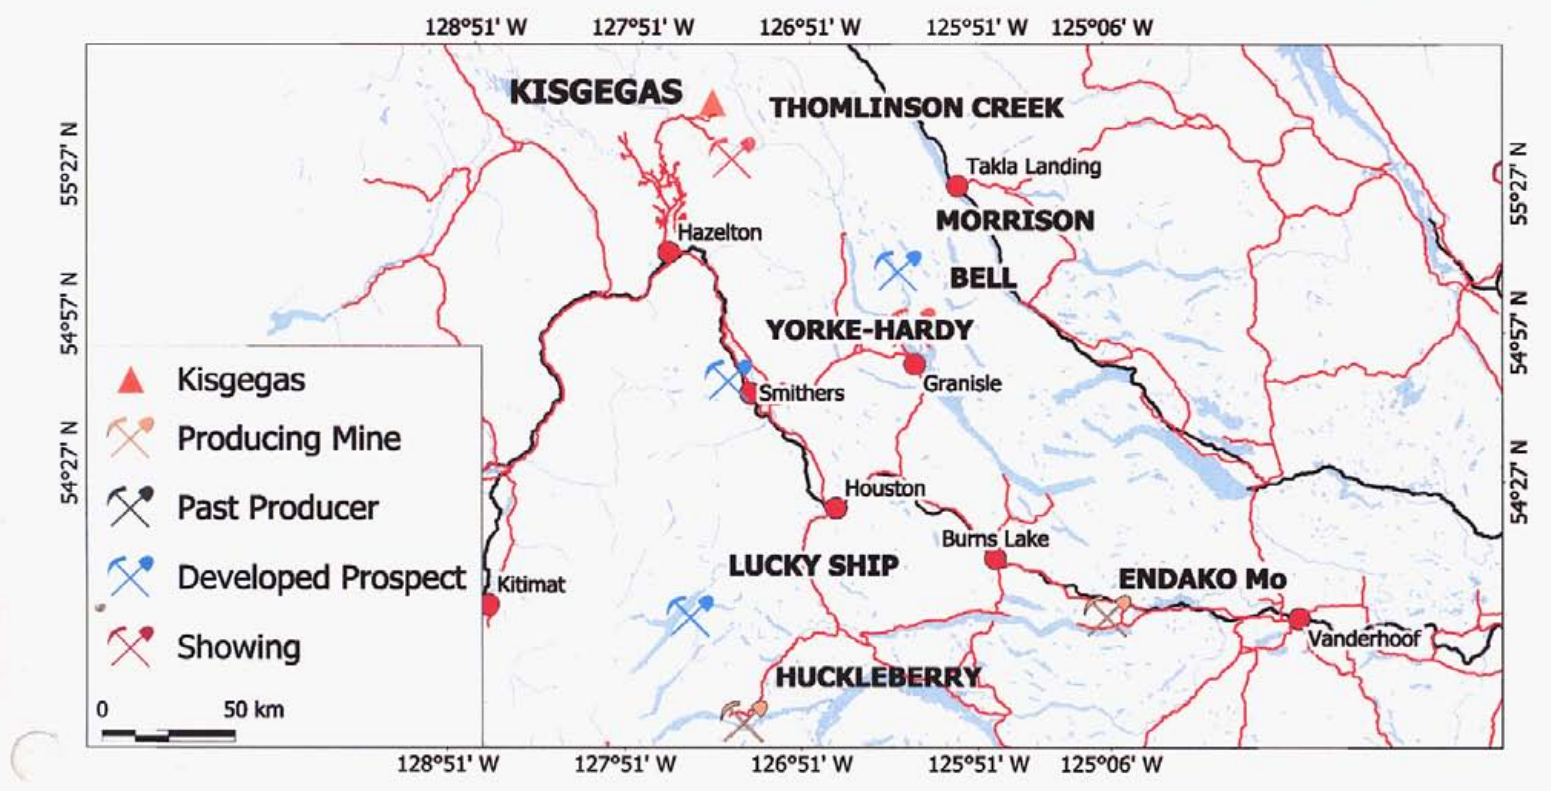 128°51' W 127°51' W 126°51' W 125°51' W 125°06' W
KISGEGAS
THOMLINSON CREEK
55°27' N
55°27' N
Takla Landing
MORRISON
Hazelton
BELL
54°57' N
54°57' N
YORKE-HARDY
Granisle
Smithers
Kisgegas
Producing Mine
Past Producer
Developed Prospect
Showing
0 50 km
54°27' N
54°27' N
Houston
Burns Lake
LUCKY SHIP
ENDAKO Mo
Kitimat
Vanderhoof
HUCKLEBERRY
128°51' W 127°51' W 126°51' W 125°51' W 125°06' W